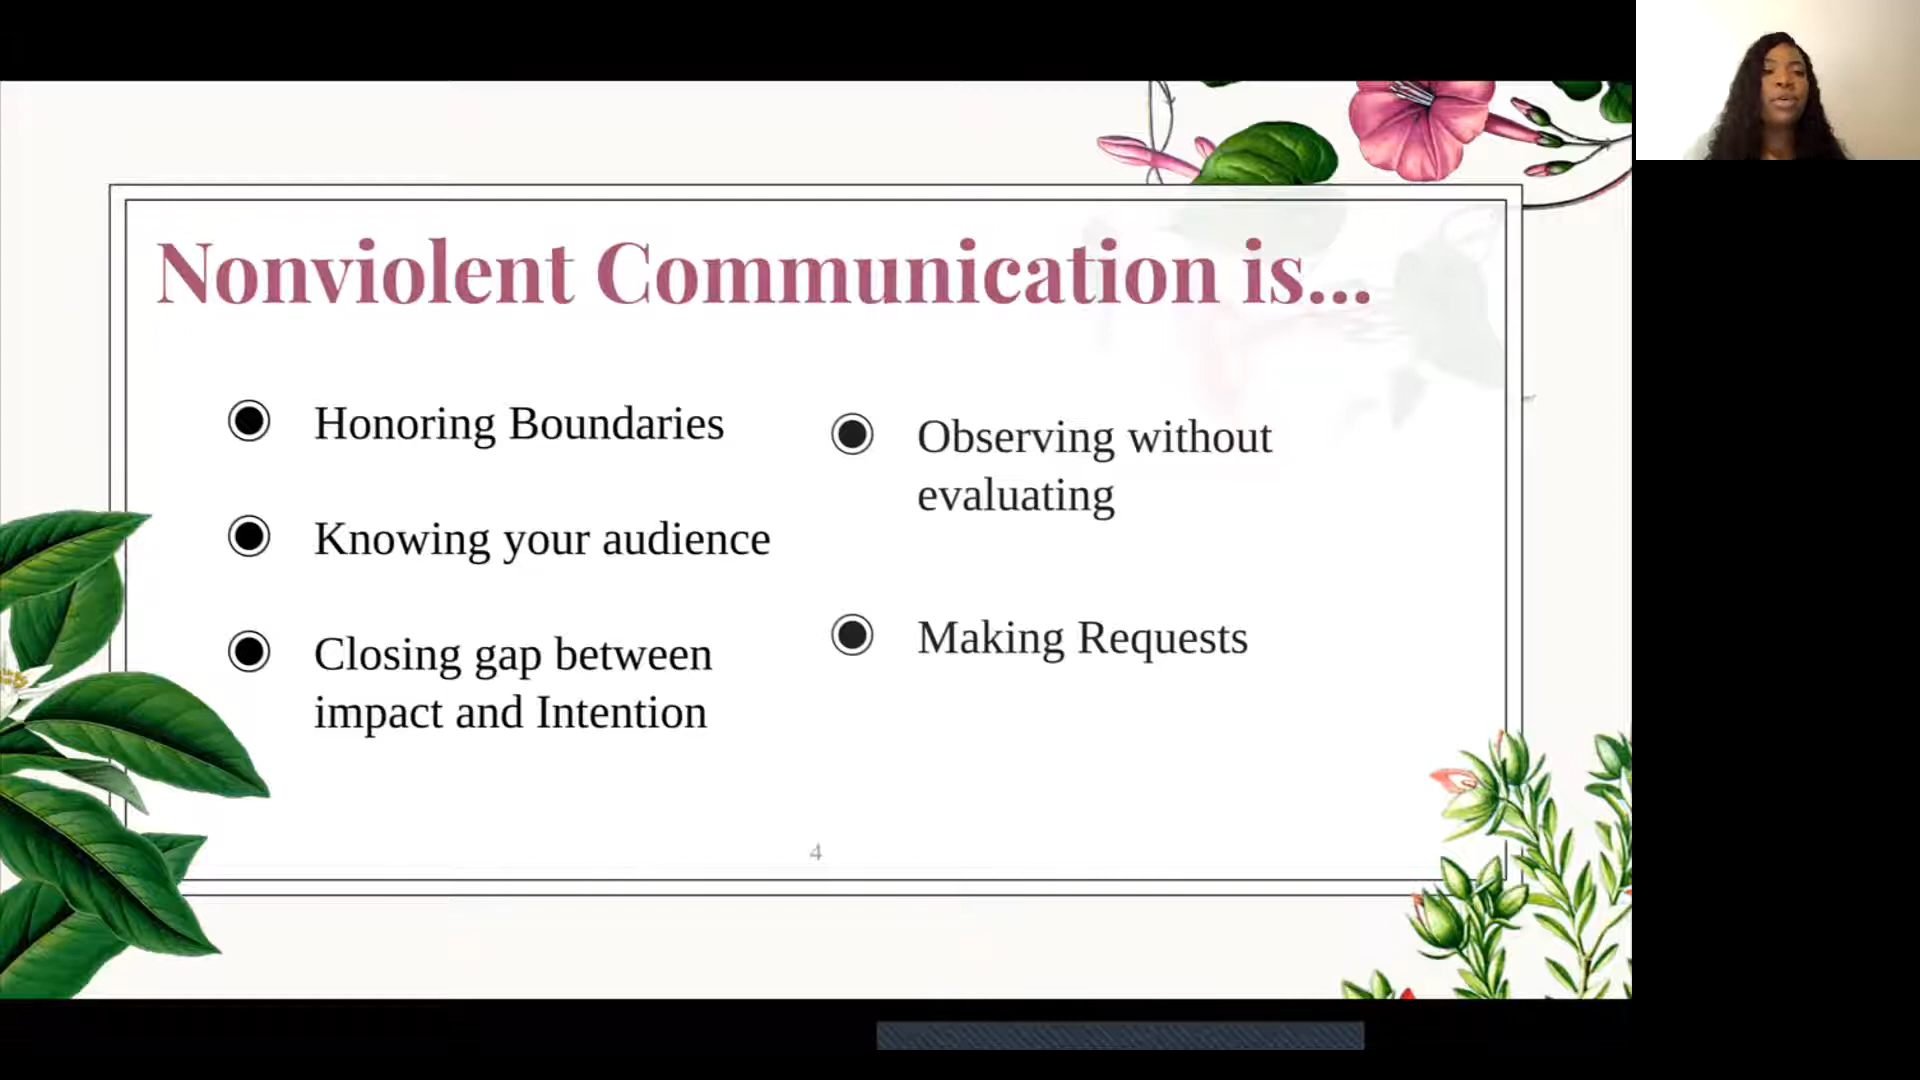 Nonviolent Communication is...
Honoring Boundaries
Knowing your audience
Closing gap between
impact and Intention
Observing without
evaluating
Making Requests
4